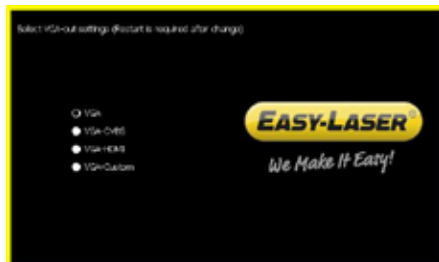 Select VGA-out settings (Restart is required after change)
VGA
VGA-CVBS
VGA-HDMI
VGA-Custom
EASY-LASER®
We Make It Easy!